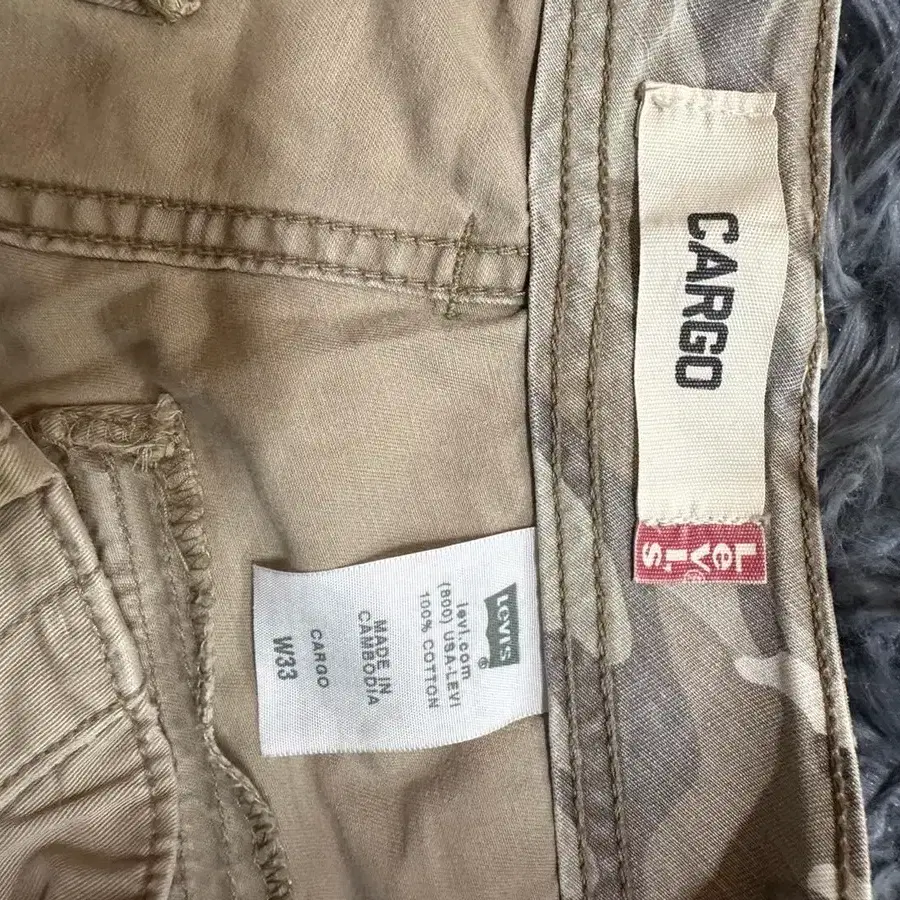 CARGO
Levi's
LEVI'S®
levi.com
(800) USA-LEVI
100% COTTON
MADE IN
CAMBODIA
CARGO
W33